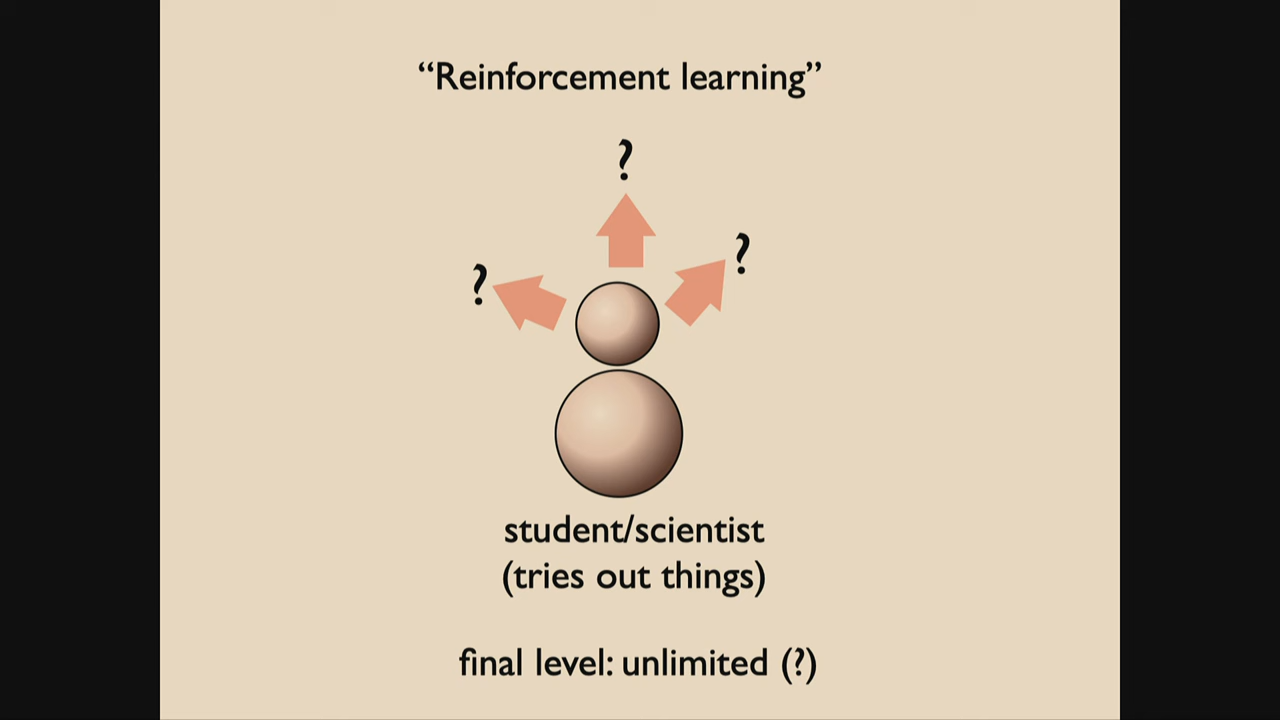 “Reinforcement learning”
?
?
?
student/scientist
(tries out things)
final level: unlimited (?)